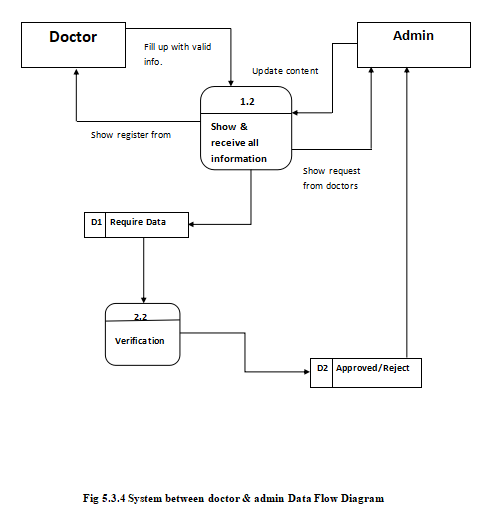 Doctor
Admin
Fill up with valid
info.
Update content
1.2
Show &
receive all
information
Show register from
Show request
from doctors
D1 Require Data
2.2
Verification
D2 Approved/Reject
Fig 5.3.4 System between doctor & admin Data Flow Diagram